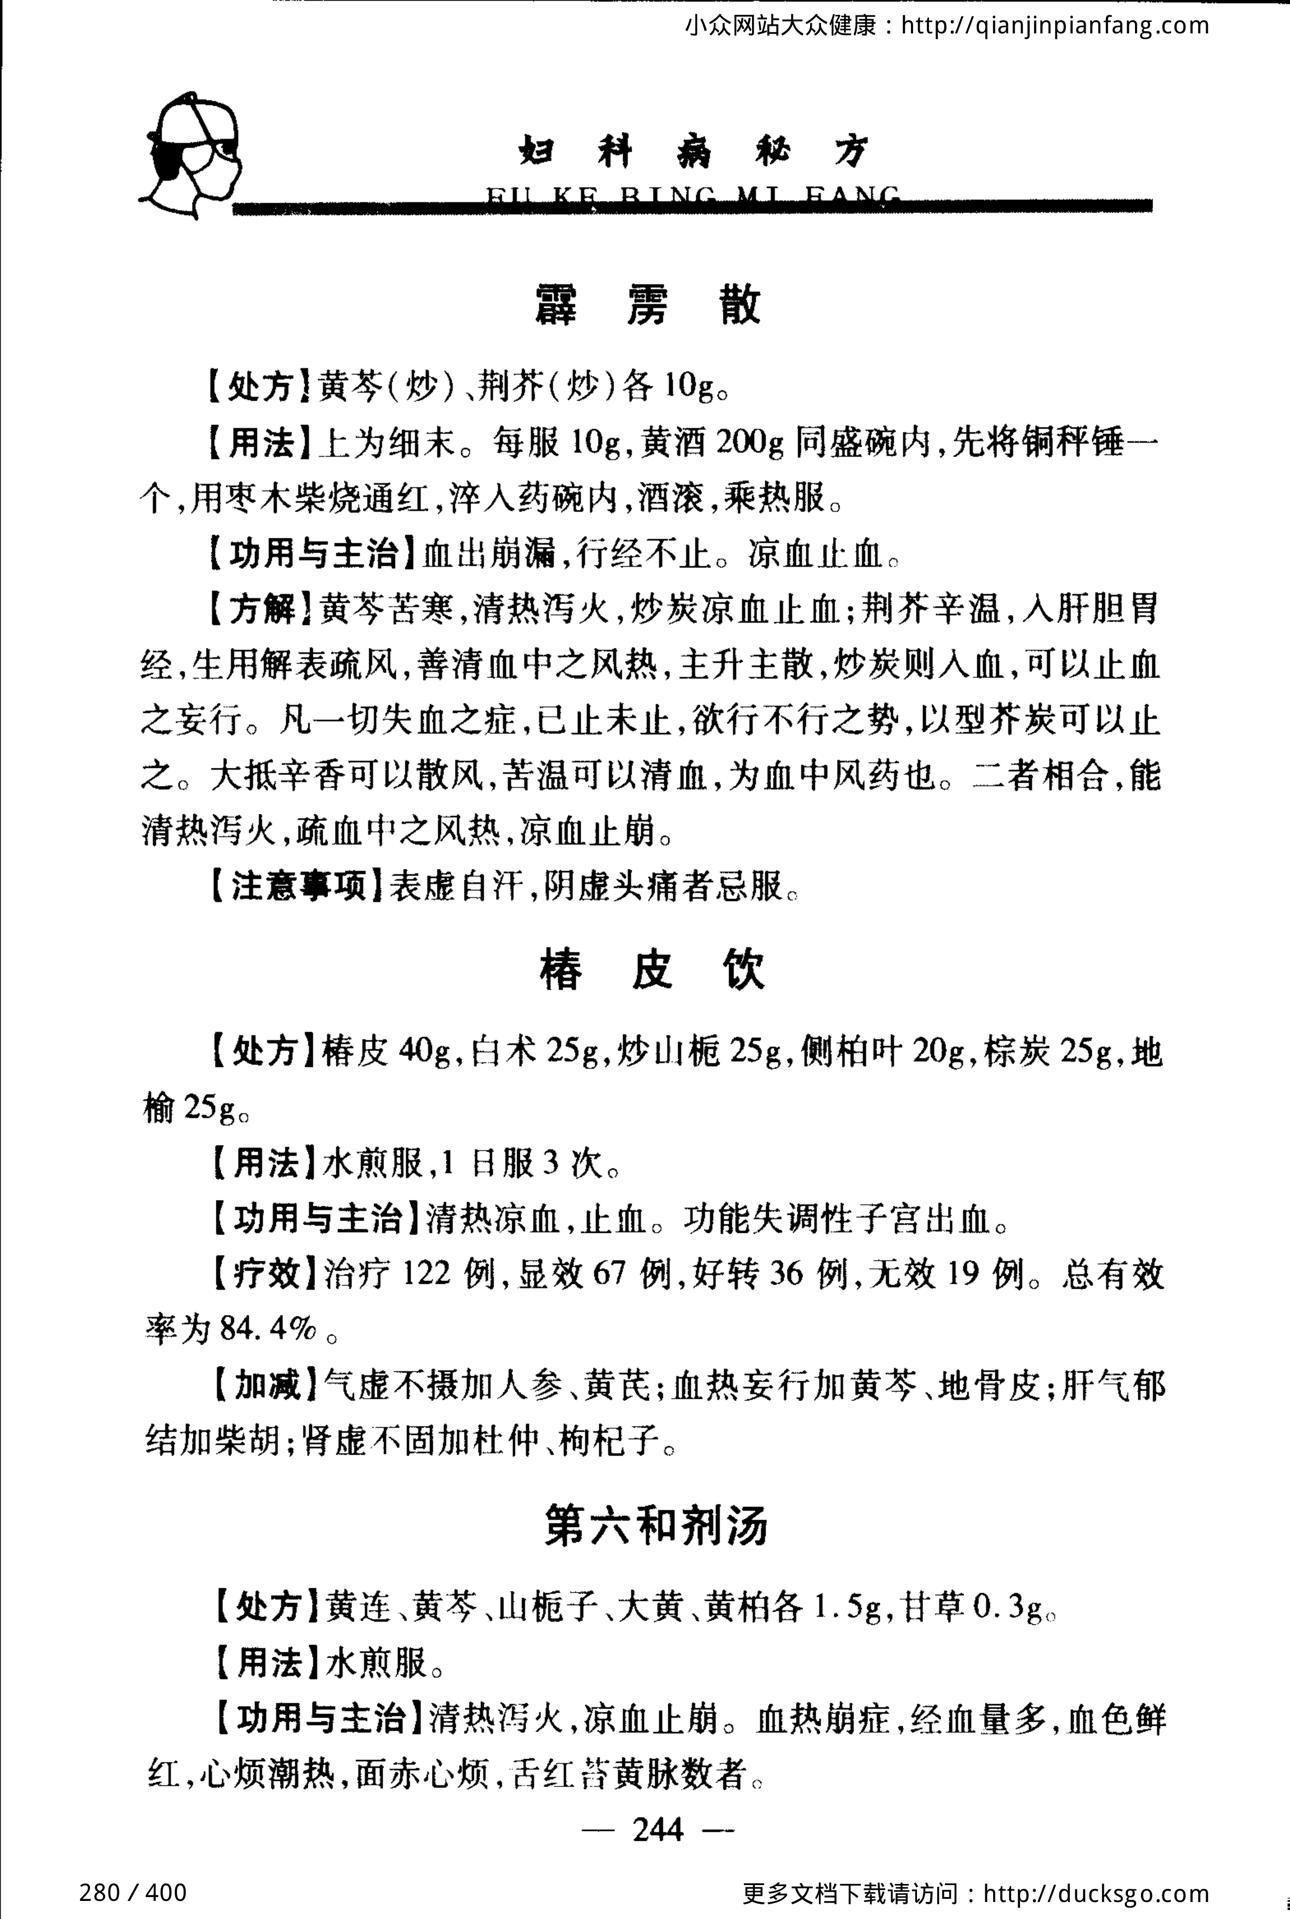 小众网站大众健康：http://qianjinpianfang.com
妇科病秘方
FU KE BING MI FANG
霹雳散
【处方】黄芩(炒)、荆芥(炒)各10g。
【用法】上为细末。每服10g,黄酒200g同盛碗内,先将铜秤锤一
个,用枣木柴烧通红,淬入药碗内,酒滚,乘热服。
【功用与主治】血出崩漏,行经不止。凉血止血。
【方解】黄芩苦寒,清热泻火,炒炭凉血止血;荆芥辛温,入肝胆胃
经,生用解表疏风,善清血中之风热,主升主散,炒炭则入血,可以止血
之妄行。凡一切失血之症,已止未止,欲行不行之势,以型芥炭可以止
之。大抵辛香可以散风,苦温可以清血,为血中风药也。二者相合,能
清热泻火,疏血中之风热,凉血止崩。
【注意事项】表虚自汗,阴虚头痛者忌服。
椿皮饮
【处方】椿皮40g,白术25g,炒山栀25g,侧柏叶20g,棕炭25g,地
榆25g。
【用法】水煎服,1日服3次。
【功用与主治】清热凉血,止血。功能失调性子宫出血。
【疗效】治疗122例,显效67例,好转36例,无效19例。总有效
率为84.4%。
【加减】气虚不摄加人参、黄芪;血热妄行加黄芩、地骨皮;肝气郁
结加柴胡;肾虚不固加杜仲、枸杞子。
第六和剂汤
【处方】黄连、黄芩、山栀子、大黄、黄柏各1.5g,甘草0.3g。
【用法】水煎服。
【功用与主治】清热泻火,凉血止崩。血热崩症,经血量多,血色鲜
红,心烦潮热,面赤心烦,舌红苔黄脉数者。
— 244 —
280 / 400
更多文档下载请访问：http://ducksgo.com